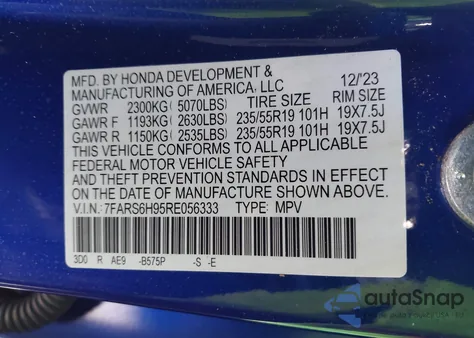 MFD. BY HONDA DEVELOPMENT &
MANUFACTURING OF AMERICA, LLC 12/'23
GVWR 2300KG ( 5070LBS) TIRE SIZE RIM SIZE
GAWR F 1193KG ( 2630LBS) 235/55R19 101H 19X7.5J
GAWR R 1150KG ( 2535LBS) 235/55R19 101H 19X7.5J
THIS VEHICLE CONFORMS TO ALL APPLICABLE
FEDERAL MOTOR VEHICLE SAFETY
AND THEFT PREVENTION STANDARDS IN EFFECT
ON THE DATE OF MANUFACTURE SHOWN ABOVE.
V.I.N.: 7FARS6H95RE056333 TYPE: MPV
3D0 R AE9 -B575P -S -E
autoSnap